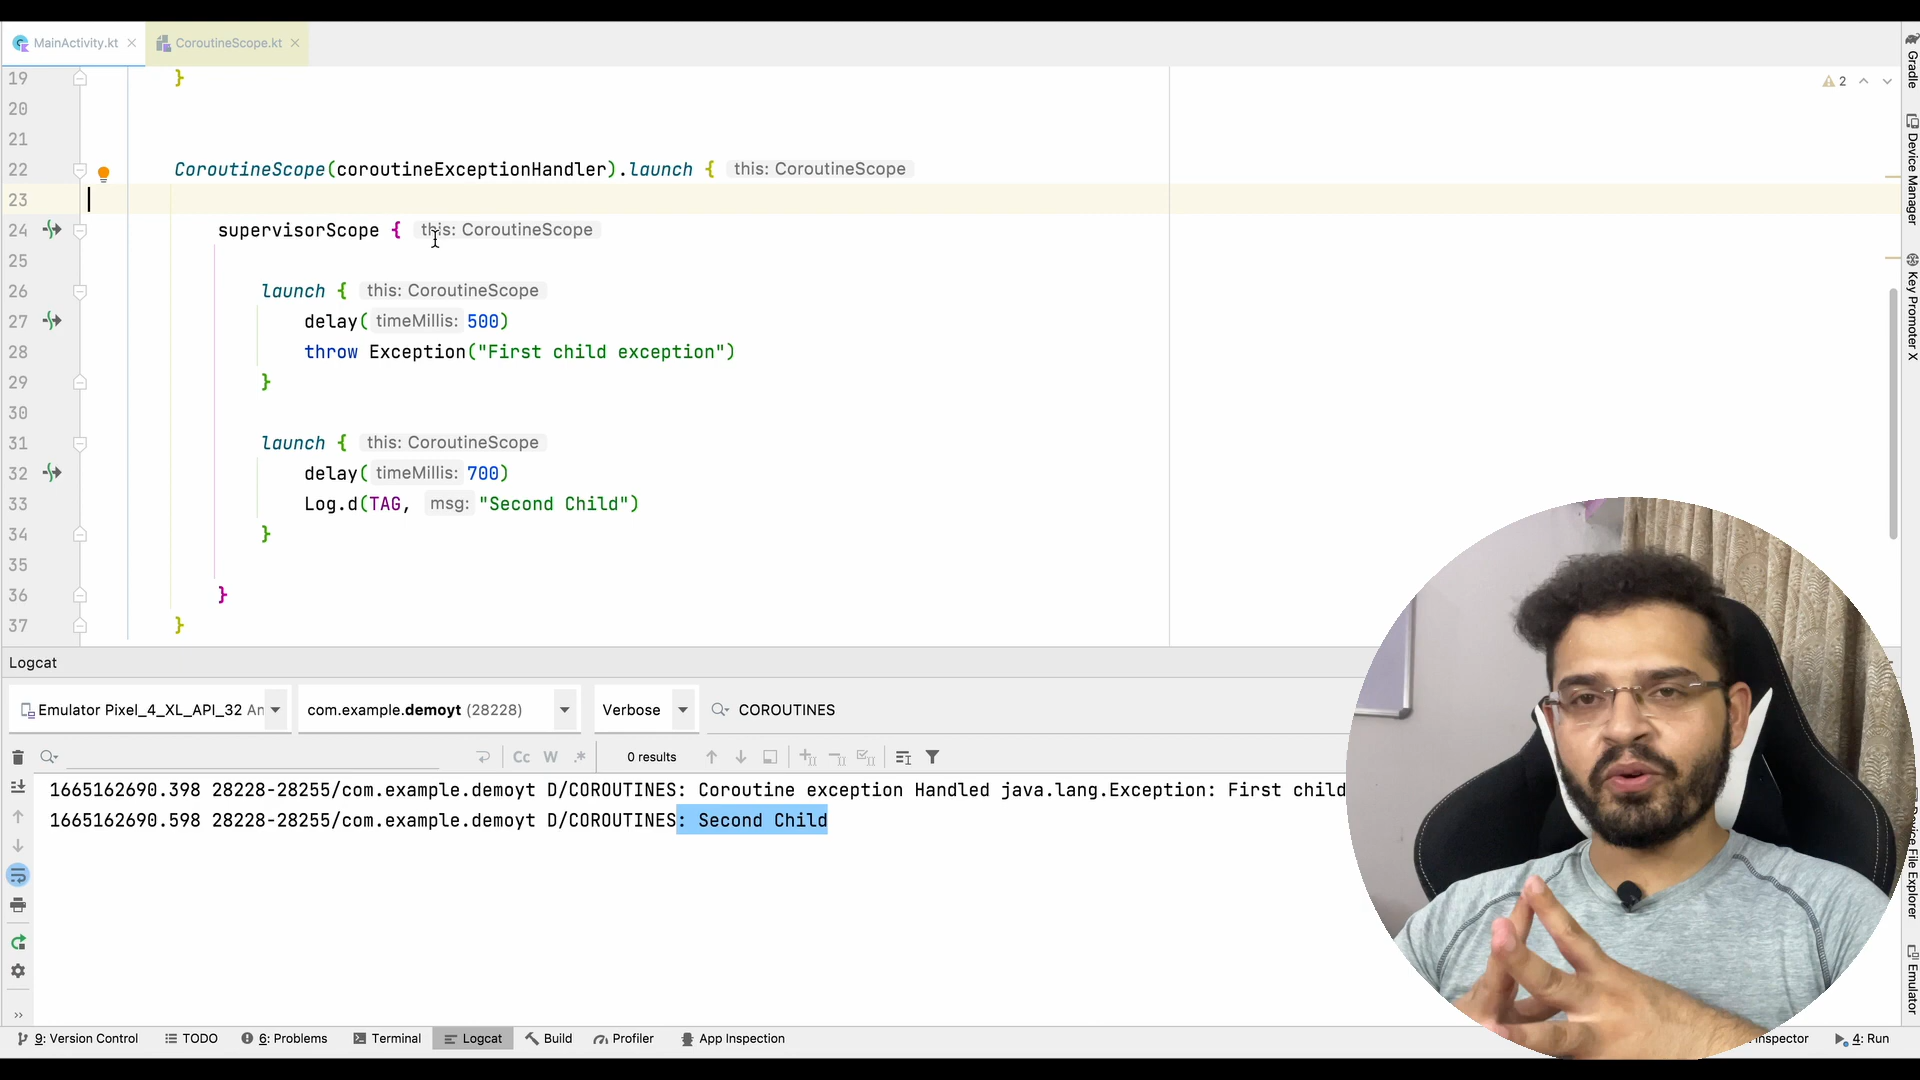 MainActivity.kt
CoroutineScope.kt
19 }
20
21
22 CoroutineScope(coroutineExceptionHandler).launch { this: CoroutineScope
23
24 supervisorScope { this: CoroutineScope
25
26 launch { this: CoroutineScope
27 delay( timeMillis: 500)
28 throw Exception("First child exception")
29 }
30
31 launch { this: CoroutineScope
32 delay( timeMillis: 700)
33 Log.d(TAG, msg: "Second Child")
34 }
35
36 }
37 }
2
Gradle
Device Manager
Key Promoter X
Logcat
Emulator Pixel_4_XL_API_32 An
com.example.demoyt (28228)
Verbose
COROUTINES
Cc W .* 0 results
1665162690.398 28228-28255/com.example.demoyt D/COROUTINES: Coroutine exception Handled java.lang.Exception: First child
1665162690.598 28228-28255/com.example.demoyt D/COROUTINES: Second Child
File Explorer
Emulator
9: Version Control
TODO
6: Problems
Terminal
Logcat
Build
Profiler
App Inspection
4: Run